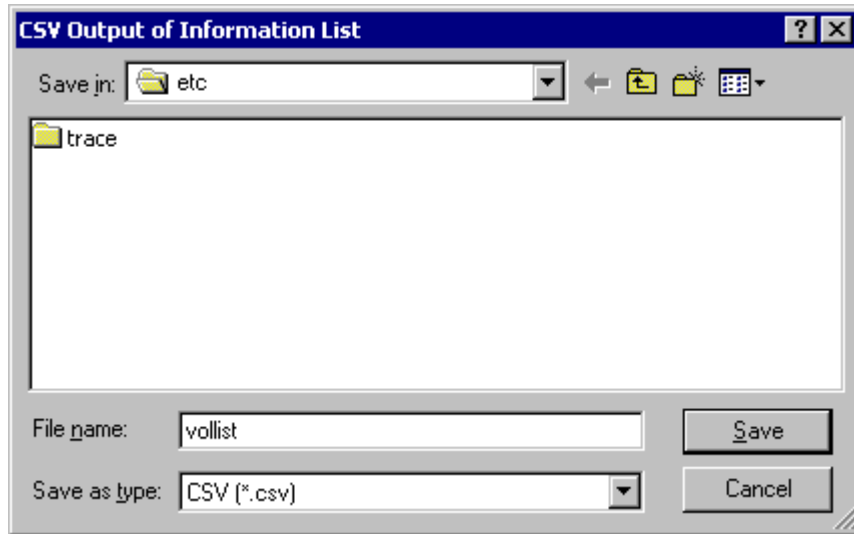 CSV Output of Information List
Save in: etc
trace
File name: vollist Save
Save as type: CSV (*.csv) Cancel